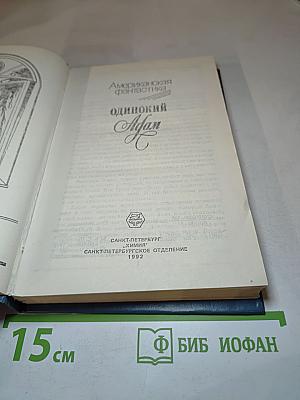 Американская
фантастика
ОДИНОКИЙ
Адам
САНКТ-ПЕТЕРБУРГ
„ХИМИЯ"
САНКТ-ПЕТЕРБУРГСКОЕ ОТДЕЛЕНИЕ
1992
15 см
Ф БИБ ИОФАН